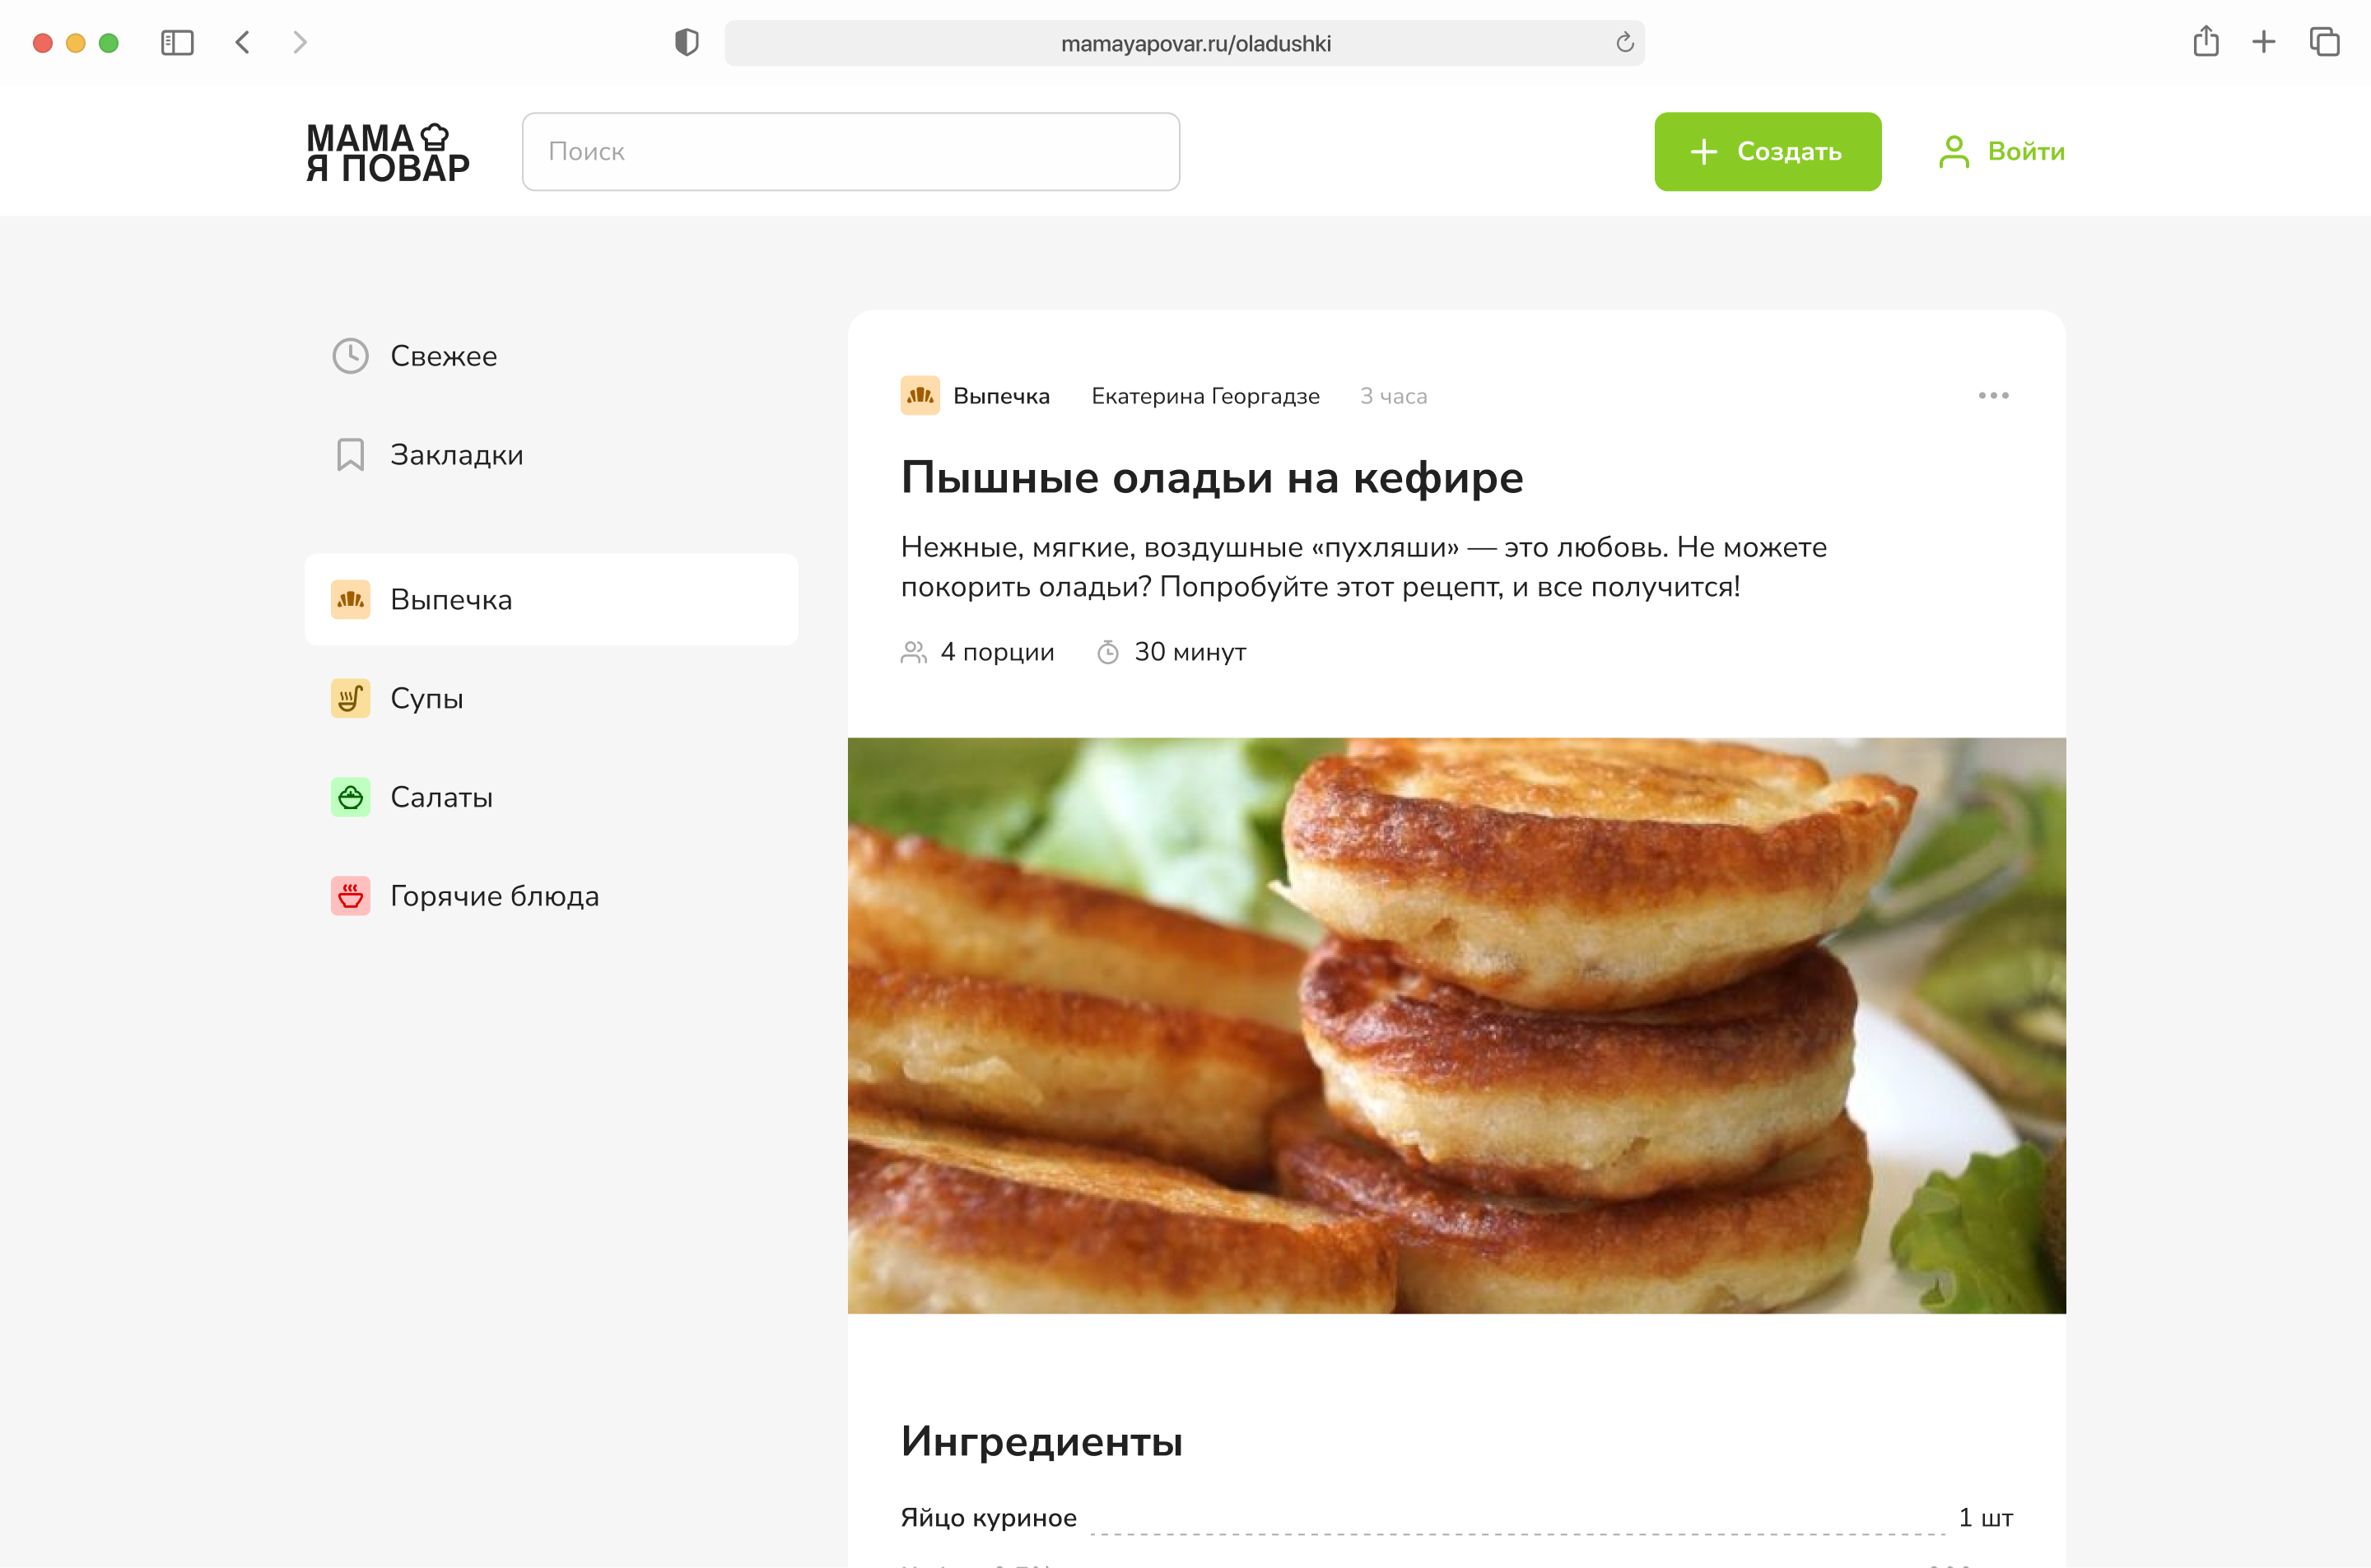 mamayapovar.ru/oladushki
МАМА
Я ПОВАР
Поиск
Создать
Войти
Свежее
Закладки
Выпечка
Супы
Салаты
Горячие блюда
Выпечка Екатерина Георгадзе 3 часа
Пышные оладьи на кефире
Нежные, мягкие, воздушные «пухляши» — это любовь. Не можете
покорить оладьи? Попробуйте этот рецепт, и все получится!
4 порции 30 минут
Ингредиенты
Яйцо куриное 1 шт